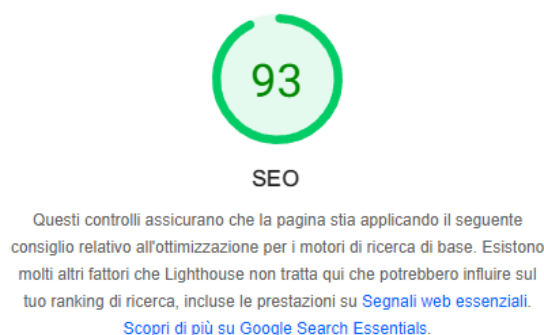 93
SEO
Questi controlli assicurano che la pagina stia applicando il seguente
consiglio relativo all'ottimizzazione per i motori di ricerca di base. Esistono
molti altri fattori che Lighthouse non tratta qui che potrebbero influire sul
tuo ranking di ricerca, incluse le prestazioni su Segnali web essenziali.
Scopri di più su Google Search Essentials.